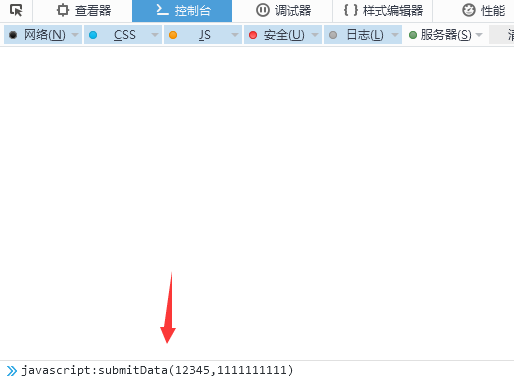 查看器 控制台 调试器 样式编辑器 性能
网络(N) CSS JS 安全(U) 日志(L) 服务器(S)
javascript:submitData(12345,1111111111)